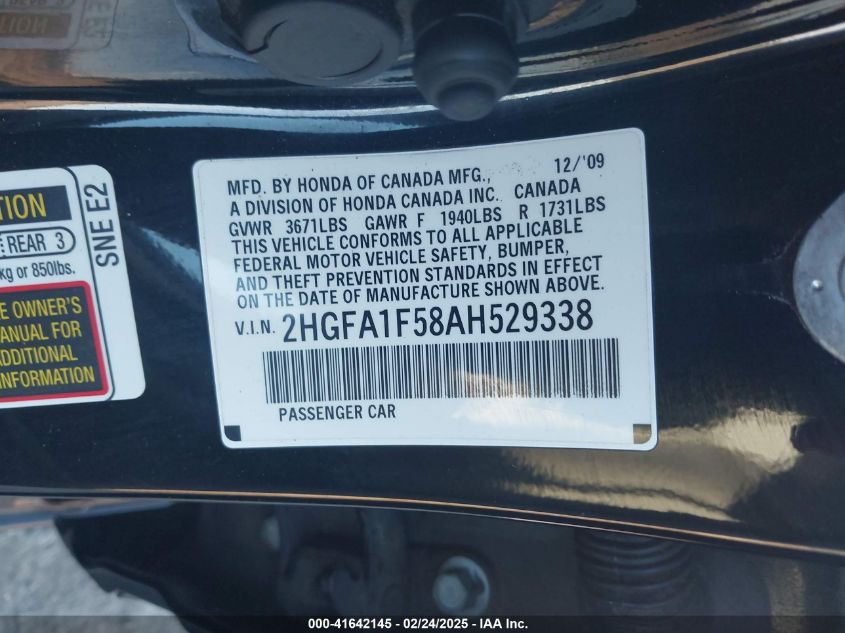 TION
REAR 3
kg or 850lbs.
SNE E2
E OWNER'S
MANUAL FOR
ADDITIONAL
INFORMATION
12/'09
MFD. BY HONDA OF CANADA MFG.,
A DIVISION OF HONDA CANADA INC. CANADA
GVWR 3671LBS GAWR F 1940LBS R 1731LBS
THIS VEHICLE CONFORMS TO ALL APPLICABLE
FEDERAL MOTOR VEHICLE SAFETY, BUMPER,
AND THEFT PREVENTION STANDARDS IN EFFECT
ON THE DATE OF MANUFACTURE SHOWN ABOVE.
V.I.N. 2HGFA1F58AH529338
PASSENGER CAR
000-41642145 - 02/24/2025 - IAA Inc.